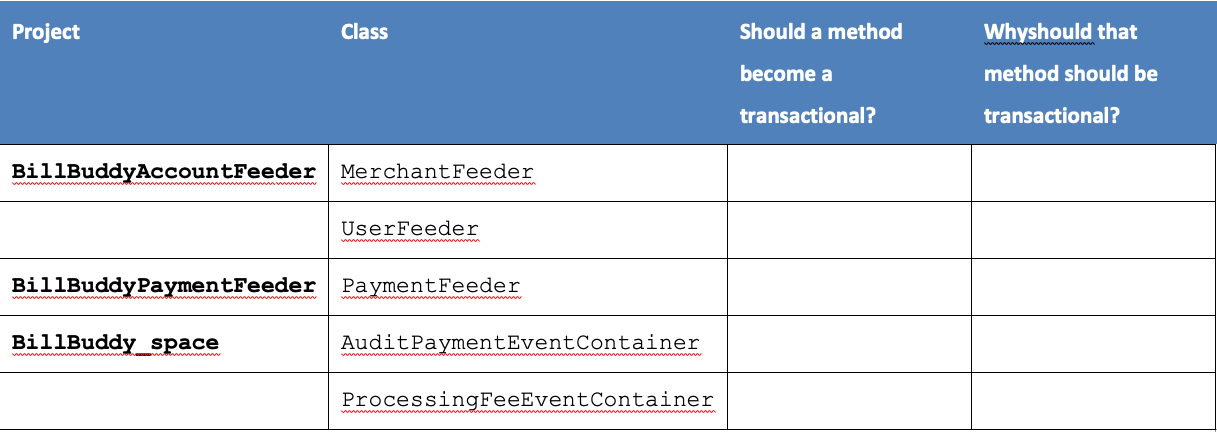 Project
Class
Should a method
become a
transactional?
Whyshould that
method should be
transactional?
BillBuddyAccountFeeder
MerchantFeeder
UserFeeder
BillBuddyPaymentFeeder
PaymentFeeder
BillBuddy_space
AuditPaymentEventContainer
ProcessingFeeEventContainer